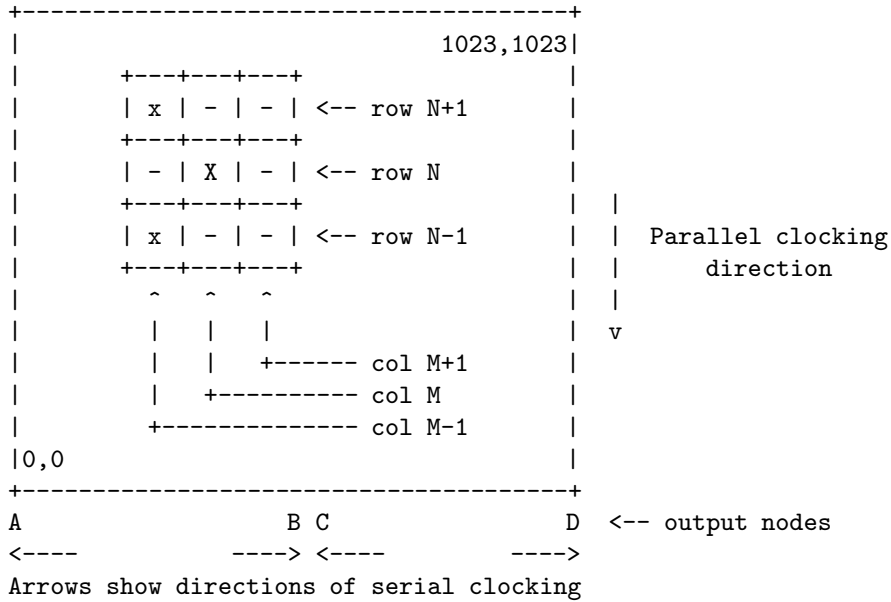 +---------------------------------------+
|                              1023,1023|
|       +---+---+---+                   |
|       | x | - | - | <-- row N+1       |
|       +---+---+---+                   |
|       | - | X | - | <-- row N         |
|       +---+---+---+                   |  |
|       | x | - | - | <-- row N-1       |  |  Parallel clocking
|       +---+---+---+                   |  |      direction
|         ^   ^   ^                     |  |
|         |   |   |                     |  v
|         |   |   +------ col M+1       |
|         |   +---------- col M         |
|         +-------------- col M-1       |
|0,0                                    |
+---------------------------------------+
A                   B C                 D  <-- output nodes
<----           ----> <----         ---->
Arrows show directions of serial clocking